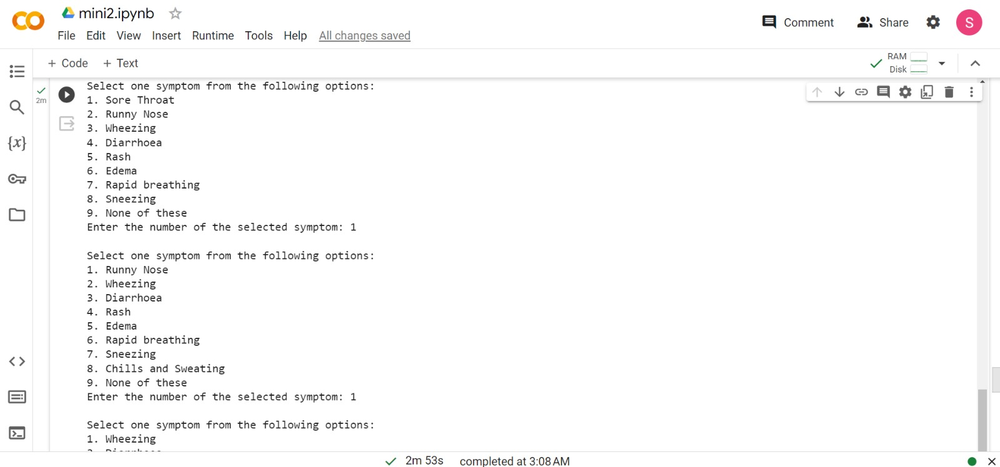 mini2.ipynb
File Edit View Insert Runtime Tools Help All changes saved
Comment
Share
S
+ Code + Text
RAM
Disk
2m
Select one symptom from the following options:
1. Sore Throat
2. Runny Nose
3. Wheezing
4. Diarrhoea
5. Rash
6. Edema
7. Rapid breathing
8. Sneezing
9. None of these
Enter the number of the selected symptom: 1
Select one symptom from the following options:
1. Runny Nose
2. Wheezing
3. Diarrhoea
4. Rash
5. Edema
6. Rapid breathing
7. Sneezing
8. Chills and Sweating
9. None of these
Enter the number of the selected symptom: 1
Select one symptom from the following options:
1. Wheezing
2. Diarrhoea
{x}
2m 53s completed at 3:08 AM